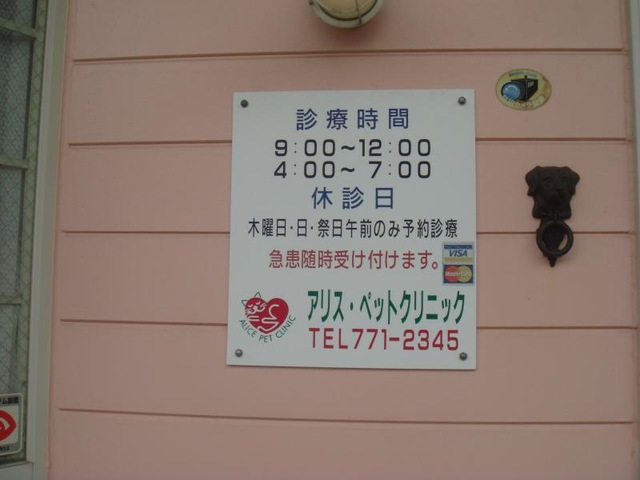 診療時間
9:00～12:00
4:00～ 7:00
休診日
木曜日・日・祭日午前のみ予約診療
急患随時受け付けます。
VISA
MasterCard
アリス・ペットクリニック
ALICE PET CLINIC
TEL771-2345